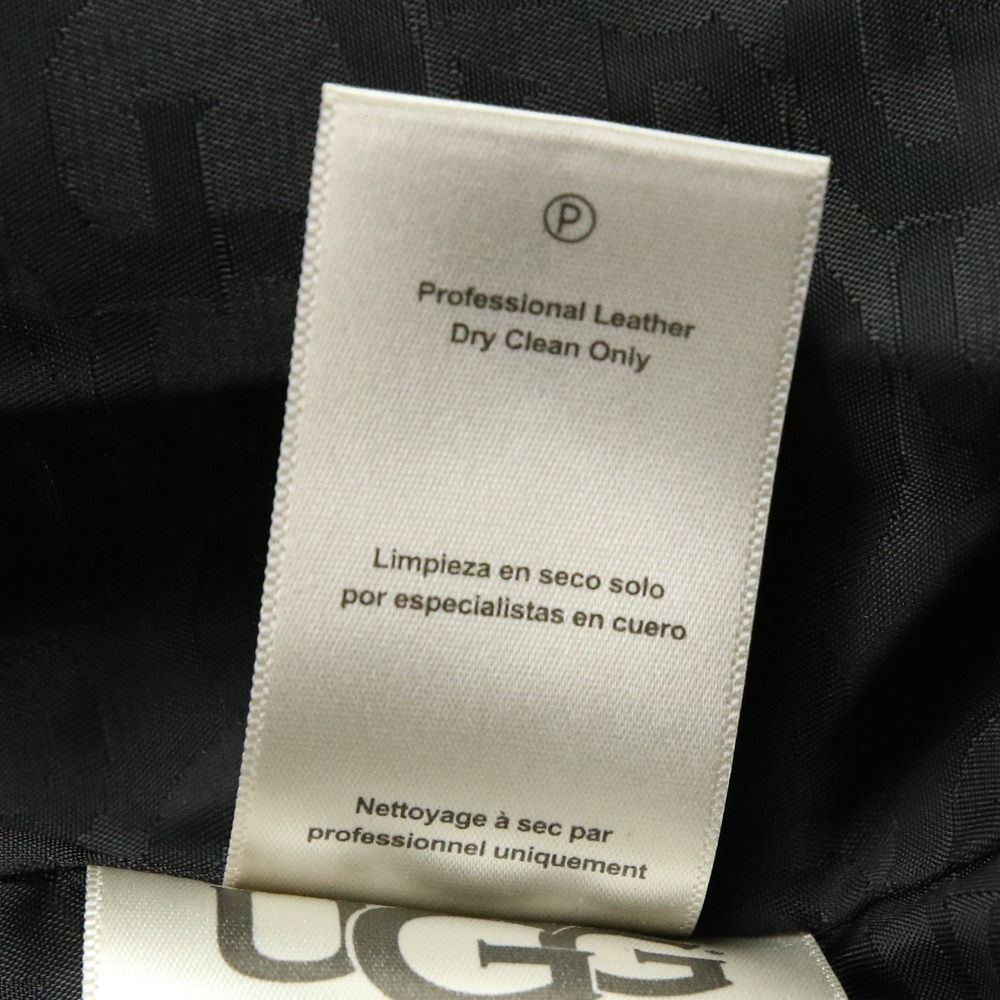 P
Professional Leather
Dry Clean Only
Limpieza en seco solo
por especialistas en cuero
Nettoyage à sec par
professionnel uniquement
UGG